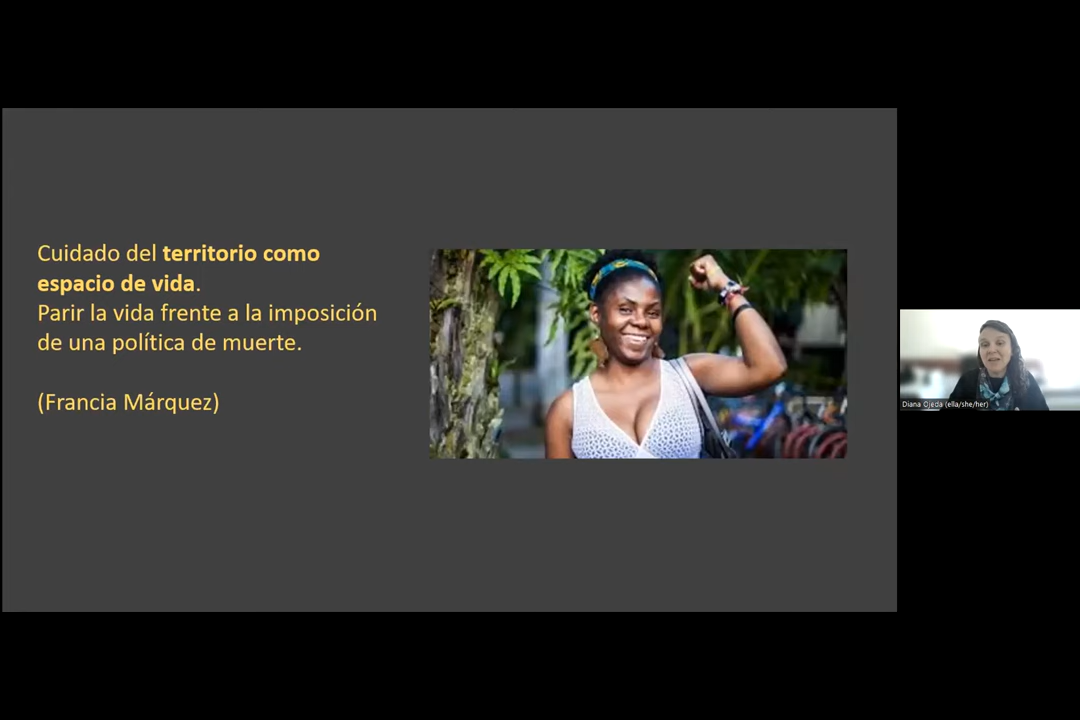 Cuidado del territorio como
espacio de vida.
Parir la vida frente a la imposición
de una política de muerte.
(Francia Márquez)
Diana Ojeda (ella/she/her)